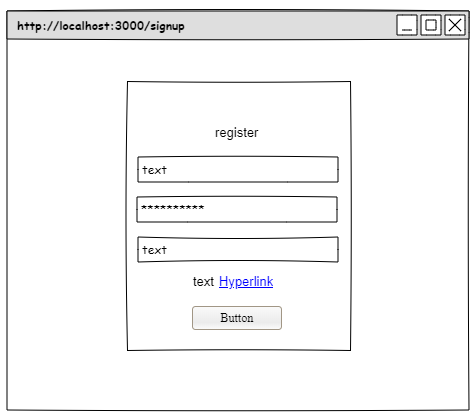 http://localhost:3000/signup
register
text
**********
text
text Hyperlink
Button